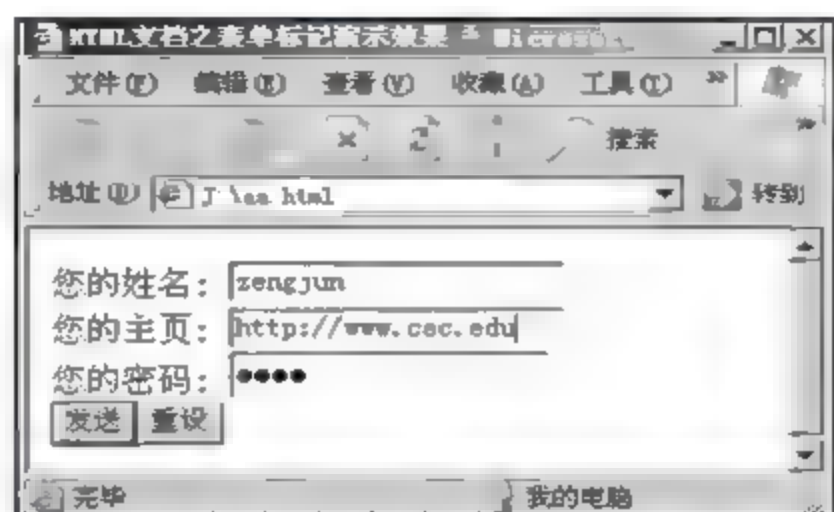 HTML文档之表单标记演示效果 - Microsof
文件(F) 编辑(E) 查看(V) 收藏(A) 工具(T) »
搜索 »
地址(D) J:\aa.html 转到
您的姓名: zengjun
您的主页: http://www.csc.edu
您的密码: ●●●●
发送 重设
完毕 我的电脑